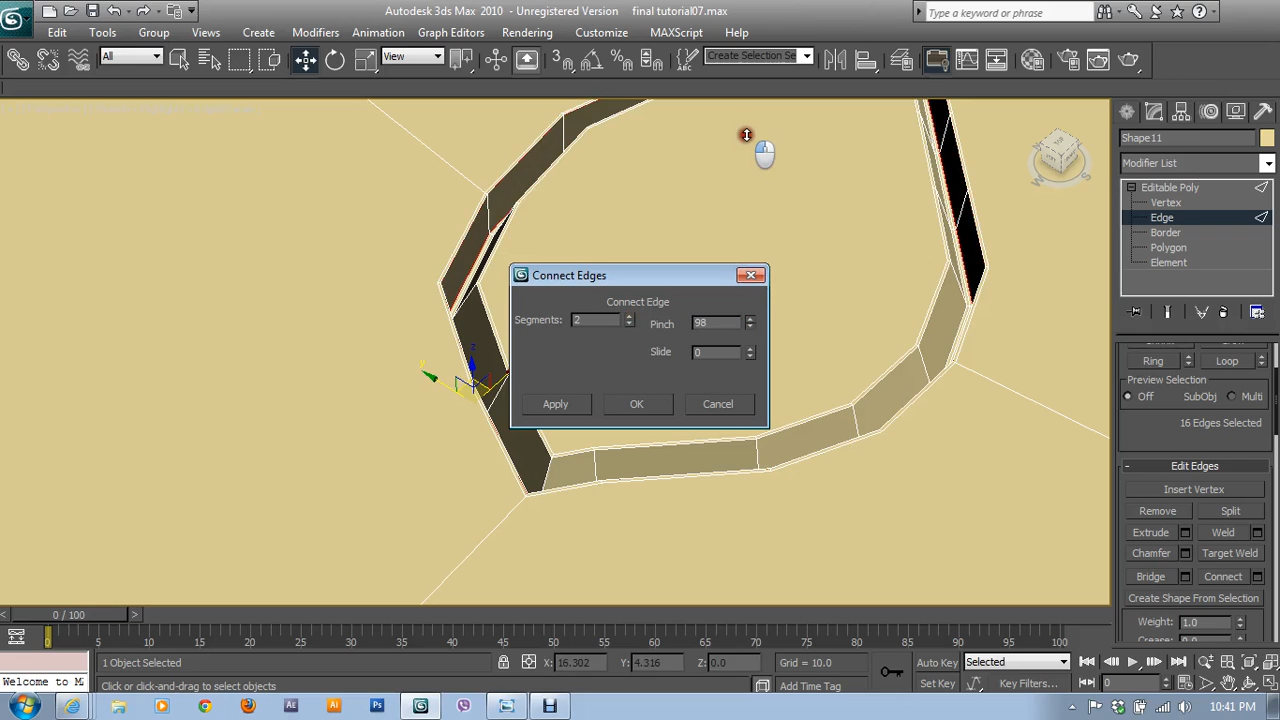 Autodesk 3ds Max 2010 - Unregistered Version final tutorial07.max
Type a keyword or phrase
Edit Tools Group Views Create Modifiers Animation Graph Editors Rendering Customize MAXScript Help
All View 3 Create Selection Se
Shape11
Modifier List
Editable Poly
Vertex
Edge
Border
Polygon
Element
Connect Edges
Connect Edge
Segments: 2 Pinch 98
Slide 0
Apply OK Cancel
z
Ring Loop
Preview Selection
Off SubObj Multi
16 Edges Selected
- Edit Edges
Insert Vertex
Remove Split
Extrude Weld
Chamfer Target Weld
Bridge Connect
Create Shape From Selection
Weight: 1.0
< 0 / 100 >
0 5 10 15 20 25 30 35 40 45 50 55 60 65 70 75 80 85 90 95 100
1 Object Selected X: 16.302 Y: 4.316 Z: 0.0 Grid = 10.0 Auto Key Selected
Welcome to M Click or click-and-drag to select objects Add Time Tag Set Key Key Filters... 0
10:41 PM